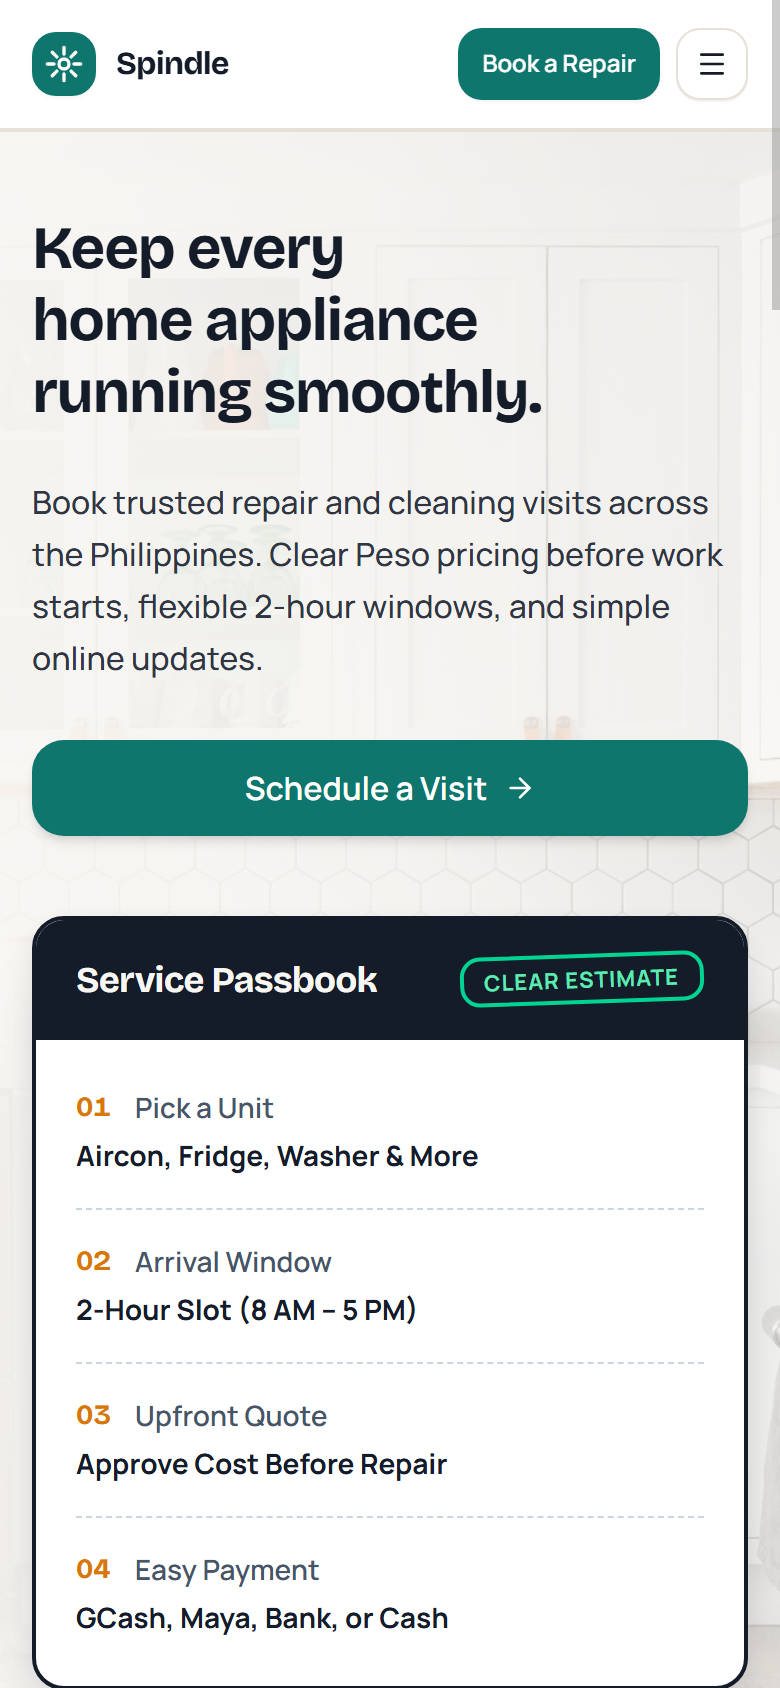 Spindle
Book a Repair
Keep every
home appliance
running smoothly.
Book trusted repair and cleaning visits across
the Philippines. Clear Peso pricing before work
starts, flexible 2-hour windows, and simple
online updates.
Schedule a Visit →
Service Passbook
CLEAR ESTIMATE
01 Pick a Unit
Aircon, Fridge, Washer & More
02 Arrival Window
2-Hour Slot (8 AM – 5 PM)
03 Upfront Quote
Approve Cost Before Repair
04 Easy Payment
GCash, Maya, Bank, or Cash